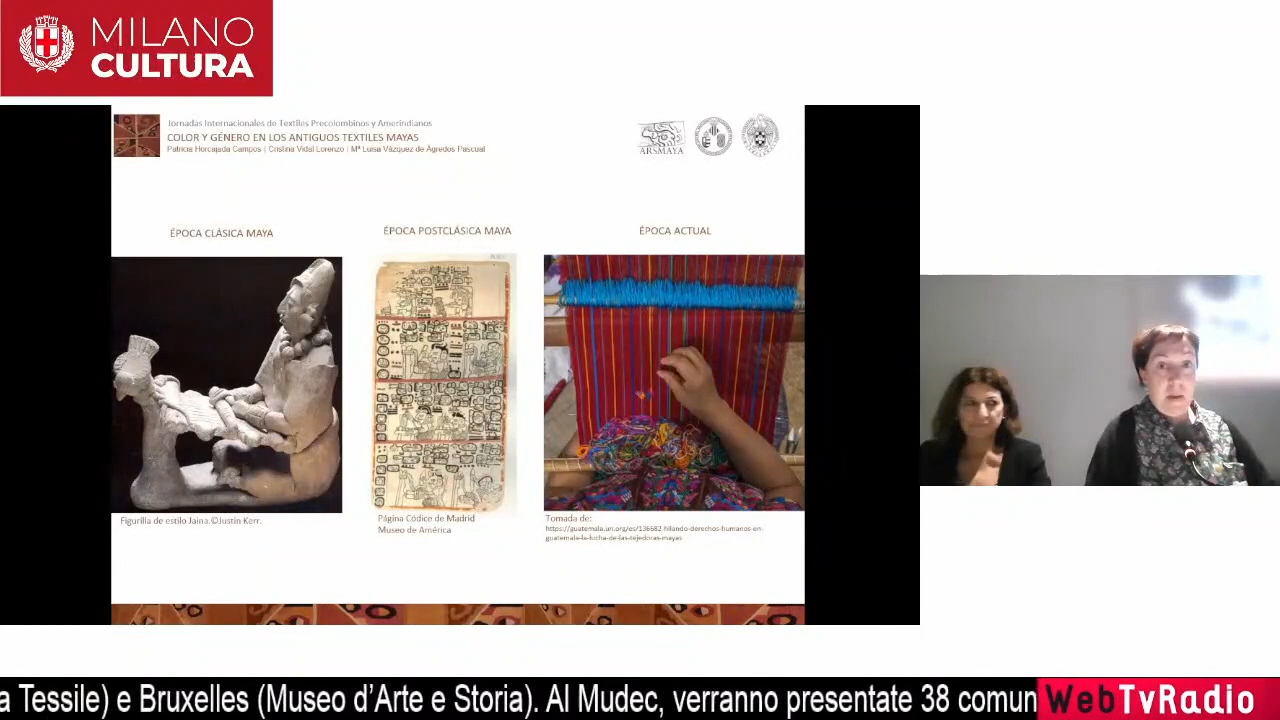 MILANO
CULTURA
Jornadas Internacionales de Textiles Precolombinos y Amerindianos
COLOR Y GÉNERO EN LOS ANTIGUOS TEXTILES MAYAS
Patricia Horcajada Campos | Cristina Vidal Lorenzo | Mª Luisa Vázquez de Ágredos Pascual
ARSMAYA
ÉPOCA CLÁSICA MAYA
ÉPOCA POSTCLÁSICA MAYA
ÉPOCA ACTUAL
Figurilla de estilo Jaina.©Justin Kerr.
Página Códice de Madrid
Museo de América
Tomada de:
https://guatemala.un.org/es/136682-hilando-derechos-humanos-en-
guatemala-la-lucha-de-las-tejedoras-mayas
a Tessile) e Bruxelles (Museo d'Arte e Storia). Al Mudec, verranno presentate 38 comun
WebTvRadio